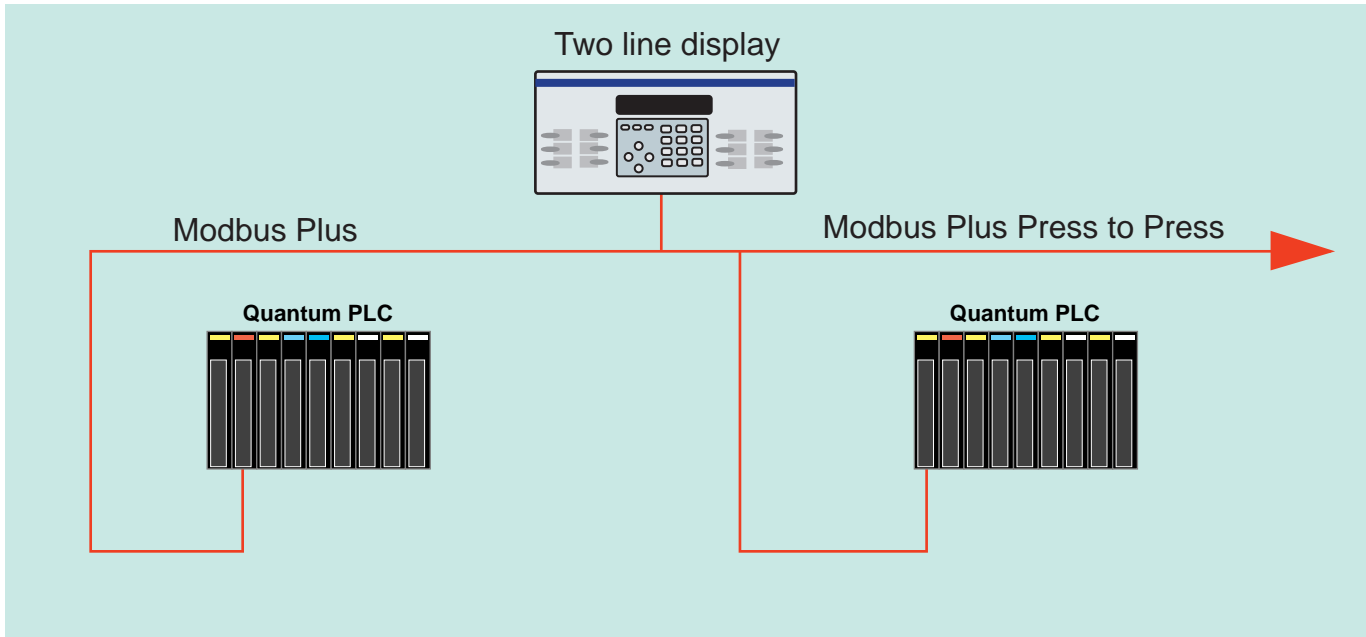 Two line display
Modbus Plus
Modbus Plus Press to Press
Quantum PLC
Quantum PLC